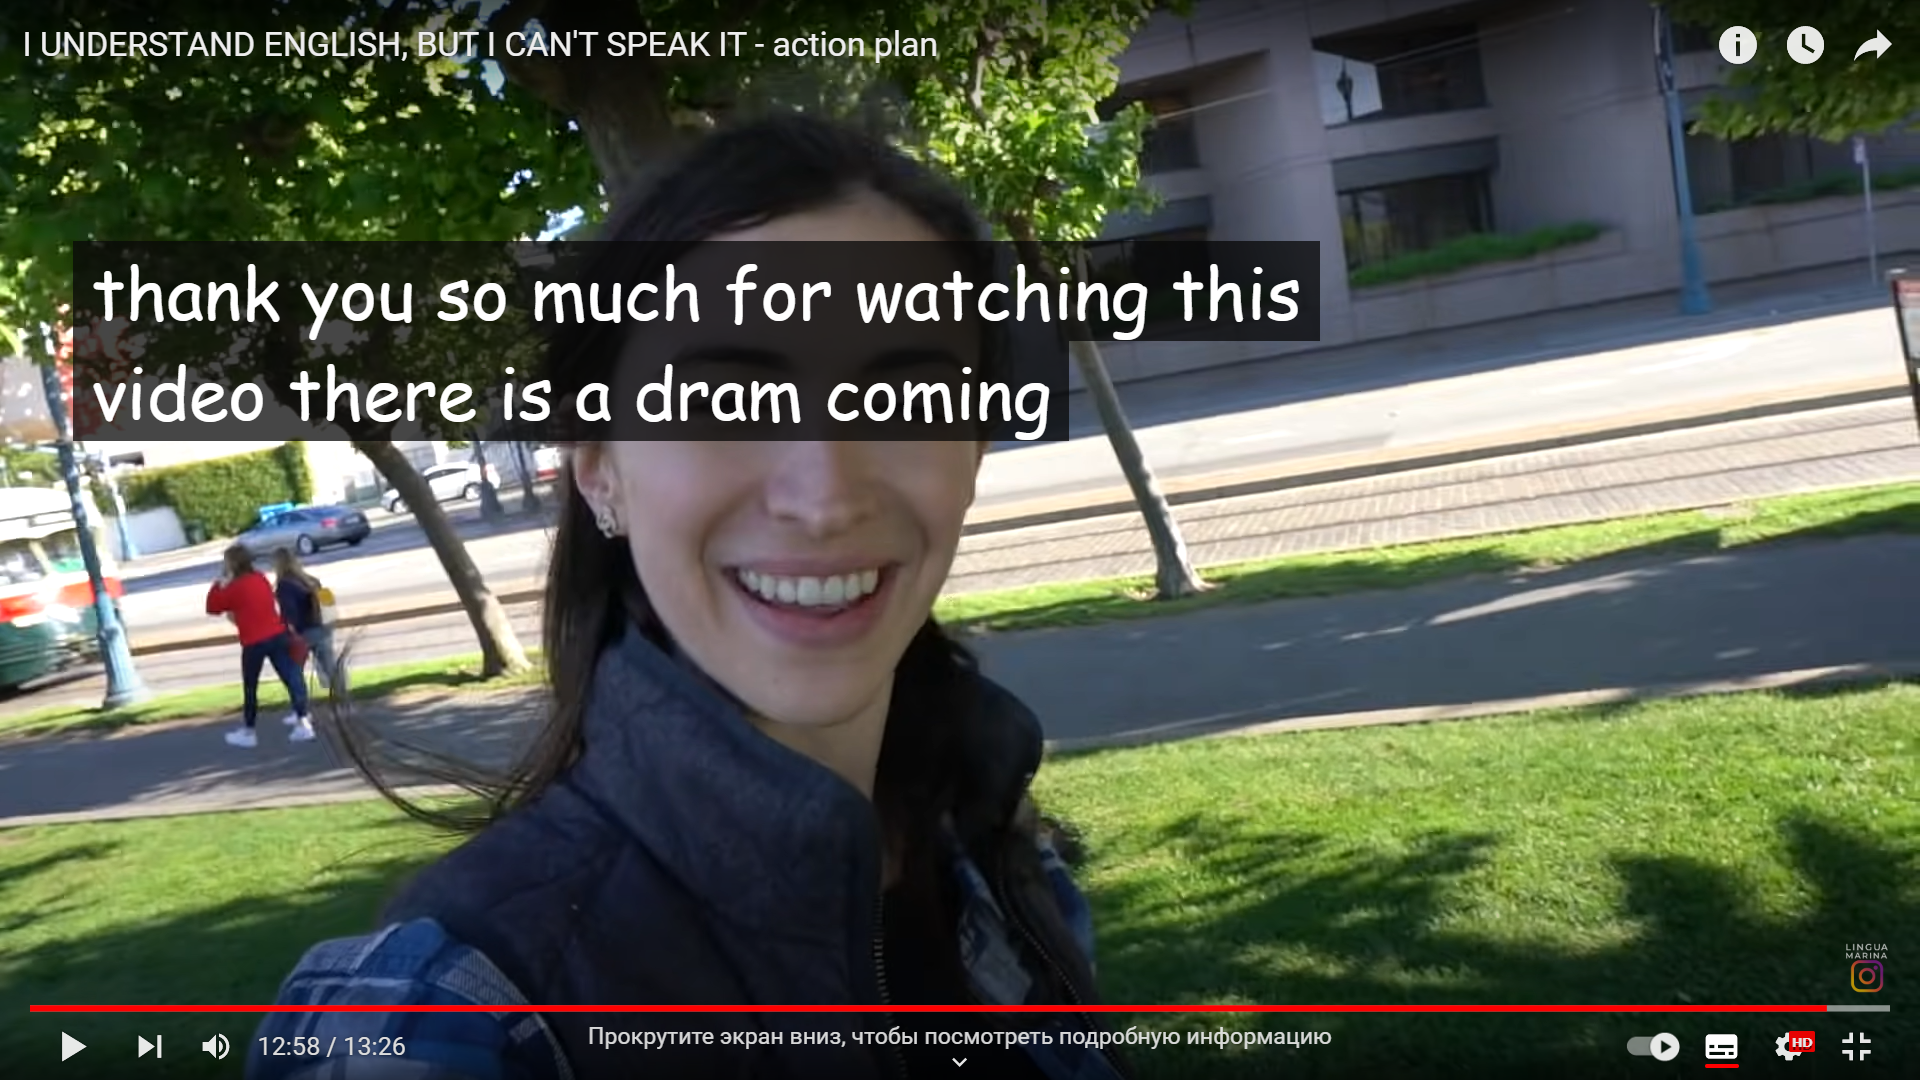 I UNDERSTAND ENGLISH, BUT I CAN'T SPEAK IT - action plan
thank you so much for watching this
video there is a dram coming
LINGUA
MARINA
12:58 / 13:26
Прокрутите экран вниз, чтобы посмотреть подробную информацию
HD